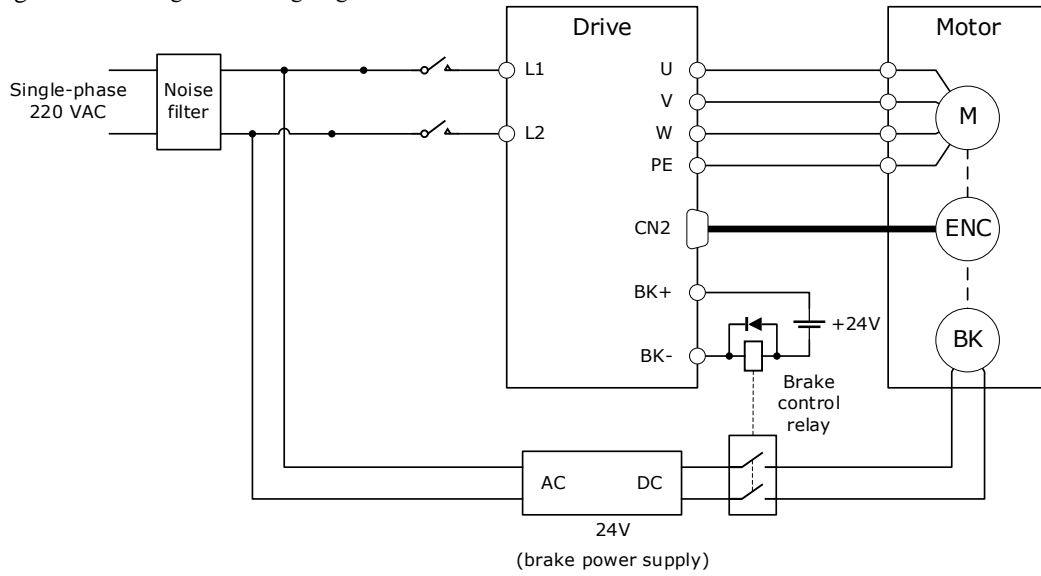 Drive
Motor
Single-phase
220 VAC
Noise
filter
L1
L2
U
V
W
PE
M
CN2
ENC
BK+
+24V
BK-
BK
Brake
control
relay
AC
DC
24V
(brake power supply)